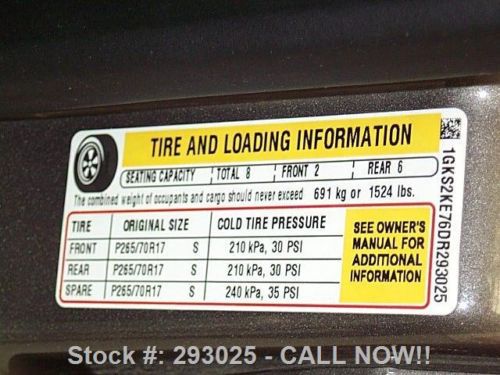 TIRE AND LOADING INFORMATION
SEATING CAPACITY TOTAL 8 FRONT 2 REAR 6
The combined weight of occupants and cargo should never exceed 691 kg or 1524 lbs.
TIRE ORIGINAL SIZE COLD TIRE PRESSURE
FRONT P265/70R17 S 210 kPa, 30 PSI
REAR P265/70R17 S 210 kPa, 30 PSI
SPARE P265/70R17 S 240 kPa, 35 PSI
SEE OWNER'S
MANUAL FOR
ADDITIONAL
INFORMATION
1GKS2KE76DR293025
Stock #: 293025 - CALL NOW!!